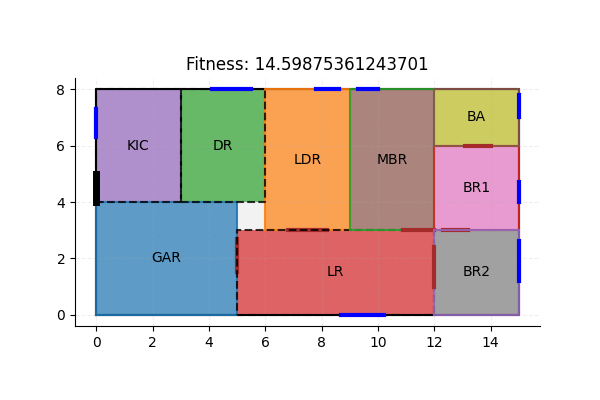 Fitness: 14.59875361243701
8
KIC
DR
LDR
MBR
BA
6
BR1
4
GAR
LR
BR2
2
0
0 2 4 6 8 10 12 14